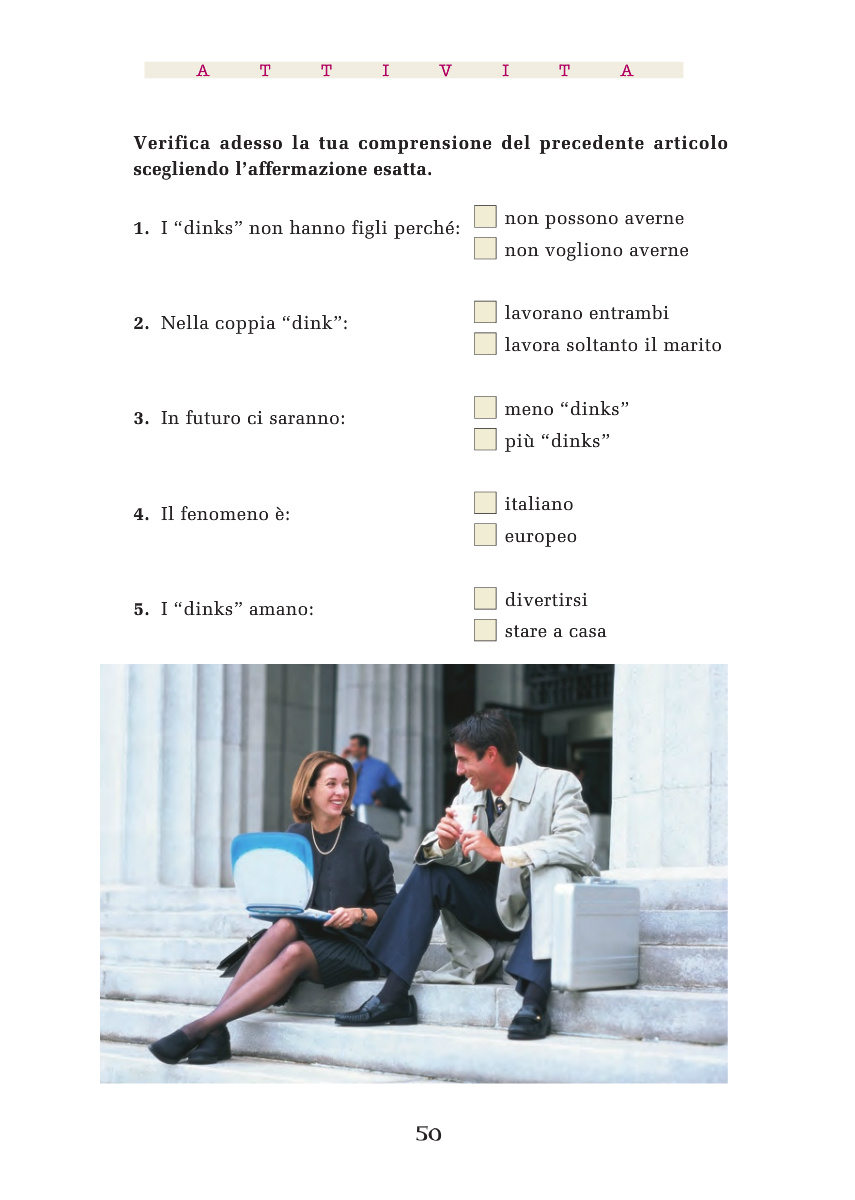 A T T I V I T A
Verifica adesso la tua comprensione del precedente articolo
scegliendo l’affermazione esatta.
1. I “dinks” non hanno figli perché:
non possono averne
non vogliono averne
2. Nella coppia “dink”:
lavorano entrambi
lavora soltanto il marito
3. In futuro ci saranno:
meno “dinks”
più “dinks”
4. Il fenomeno è:
italiano
europeo
5. I “dinks” amano:
divertirsi
stare a casa
50